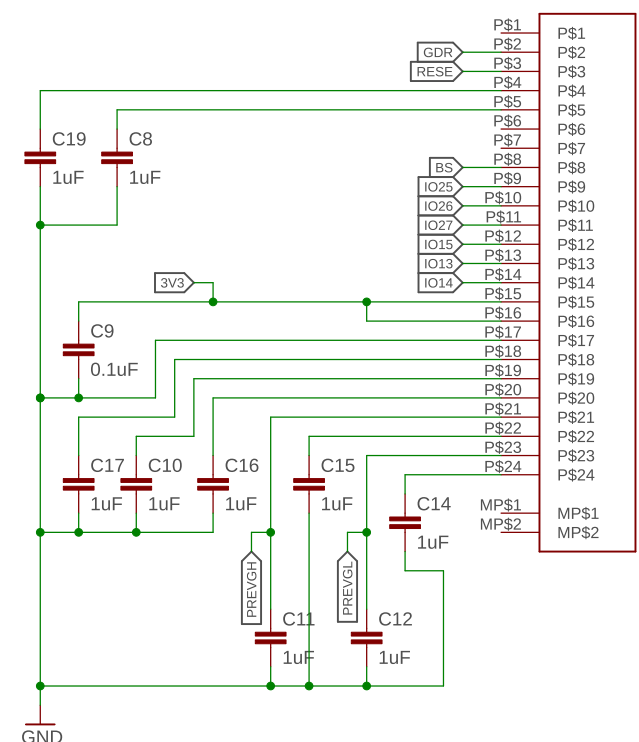 P$1 P$1
GDR P$2 P$2
RESE P$3 P$3
P$4 P$4
P$5 P$5
P$6 P$6
C19 C8 P$7 P$7
1uF 1uF BS P$8 P$8
IO25 P$9 P$9
IO26 P$10 P$10
IO27 P$11 P$11
IO15 P$12 P$12
IO13 P$13 P$13
3V3 IO14 P$14 P$14
P$15 P$15
P$16 P$16
C9 P$17 P$17
P$18 P$18
0.1uF P$19 P$19
P$20 P$20
P$21 P$21
P$22 P$22
P$23 P$23
C17 C10 C16 C15 P$24 P$24
1uF 1uF 1uF 1uF C14 MP$1 MP$1
1uF MP$2 MP$2
PREVGH PREVGL
C11 C12
1uF 1uF
GND